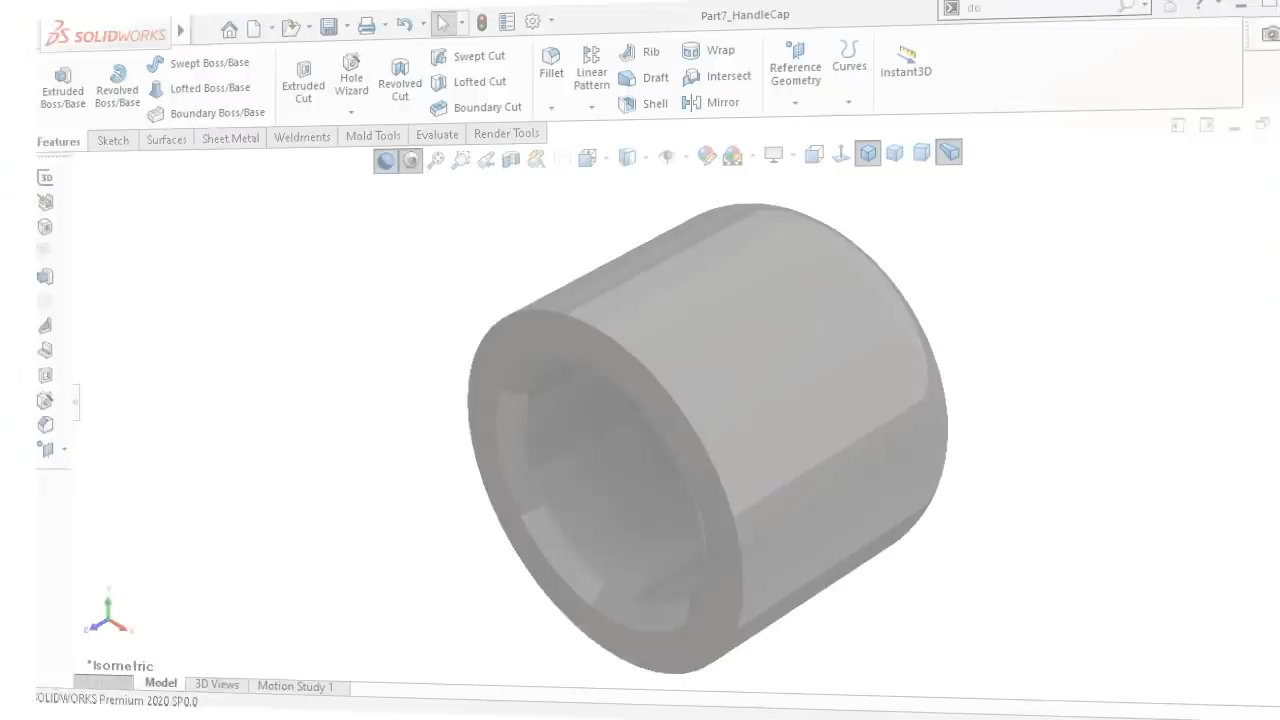 Part7_HandleCap
do
SOLIDWORKS
Extruded Boss/Base
Revolved Boss/Base
Swept Boss/Base
Lofted Boss/Base
Boundary Boss/Base
Extruded Cut
Hole Wizard
Revolved Cut
Swept Cut
Lofted Cut
Boundary Cut
Fillet
Linear Pattern
Rib
Draft
Shell
Wrap
Intersect
Mirror
Reference Geometry
Curves
Instant3D
Features Sketch Surfaces Sheet Metal Weldments Mold Tools Evaluate Render Tools
3D
Y
Z X
*Isometric
Model 3D Views Motion Study 1
SOLIDWORKS Premium 2020 SP0.0